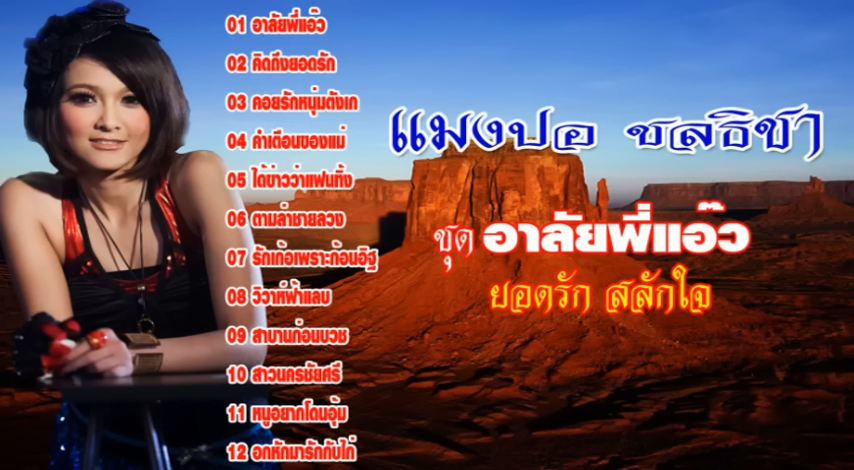 01 อาลัยพี่แอ๊ว
02 คิดถึงยอดรัก
03 คอยรักหนุ่มตังเก
04 คำเตือนของแม่
05 ได้ข่าวว่าแฟนทิ้ง
06 ตามล่าชายลวง
07 รักเก้อเพราะก้อนอิฐ
08 วิวาห์ฟ้าแลบ
09 สาบานก่อนบวช
10 สาวนครชัยศรี
11 หนูอยากโดนอุ้ม
12 อกหักมารักกับไก่
แมงปอ ชลธิชา
ชุด อาลัยพี่แอ๊ว
ยอดรัก สลักใจ